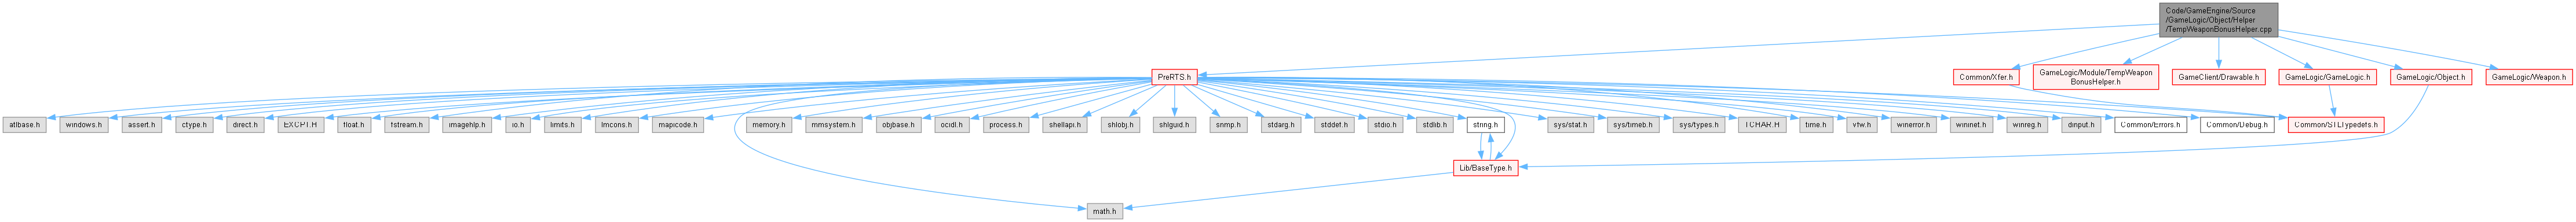 Code/GameEngine/Source
/GameLogic/Object/Helper
/TempWeaponBonusHelper.cpp
PreRTS.h
Common/Xfer.h
GameLogic/Module/TempWeapon
BonusHelper.h
GameClient/Drawable.h
GameLogic/GameLogic.h
GameLogic/Object.h
GameLogic/Weapon.h
atlbase.h
windows.h
assert.h
ctype.h
direct.h
EXCPT.H
float.h
fstream.h
imagehlp.h
io.h
limits.h
lmcons.h
mapicode.h
memory.h
mmsystem.h
objbase.h
ocidl.h
process.h
shellapi.h
shlobj.h
shlguid.h
snmp.h
stdarg.h
stddef.h
stdio.h
stdlib.h
string.h
sys/stat.h
sys/timeb.h
sys/types.h
TCHAR.H
time.h
vfw.h
winerror.h
wininet.h
winreg.h
dinput.h
Common/Errors.h
Common/Debug.h
Common/STLTypedefs.h
Lib/BaseType.h
math.h